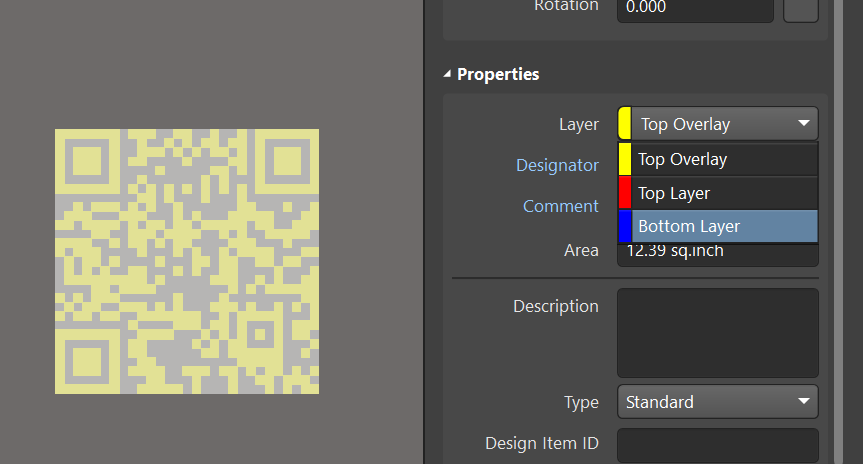 Rotation 0.000
Properties
Layer Top Overlay
Top Overlay
Designator
Top Layer
Comment
Bottom Layer
Area 12.39 sq.inch
Description
Type Standard
Design Item ID